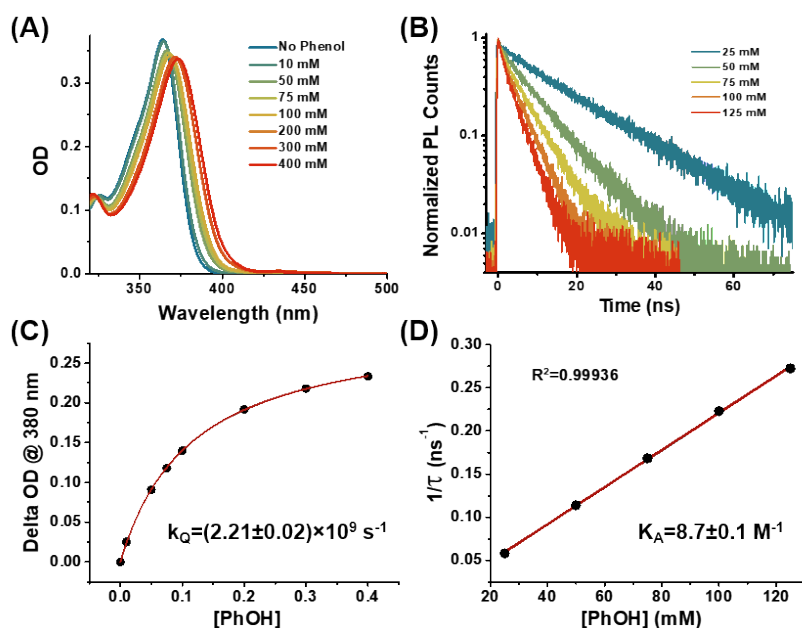 (A)
OD
0.3
0.2
0.1
0.0
350
400
450
500
Wavelength (nm)
No Phenol
10 mM
50 mM
75 mM
100 mM
200 mM
300 mM
400 mM
(B)
Normalized PL Counts
1
0.1
0.01
0
20
40
60
Time (ns)
25 mM
50 mM
75 mM
100 mM
125 mM
(C)
Delta OD @ 380 nm
0.25
0.20
0.15
0.10
0.05
0.00
0.0
0.1
0.2
0.3
0.4
[PhOH]
kQ=(2.21±0.02)×10⁹ s⁻¹
(D)
1/τ (ns⁻¹)
0.30
0.25
0.20
0.15
0.10
0.05
20
40
60
80
100
120
[PhOH] (mM)
R²=0.99936
KA=8.7±0.1 M⁻¹